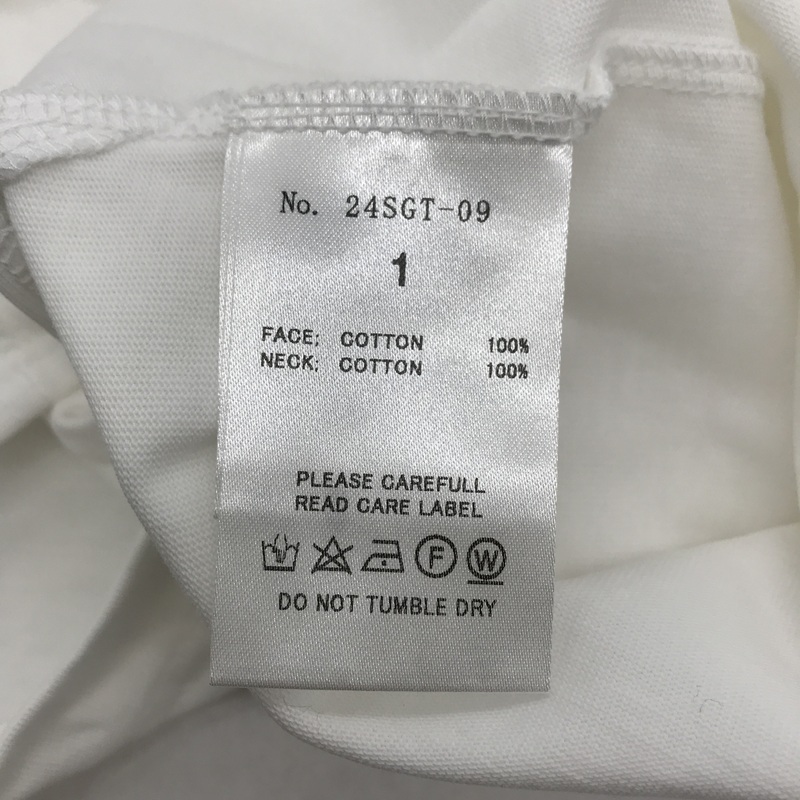 No. 24SGT-09
1
FACE: COTTON 100%
NECK: COTTON 100%
PLEASE CAREFULL
READ CARE LABEL
F W
DO NOT TUMBLE DRY